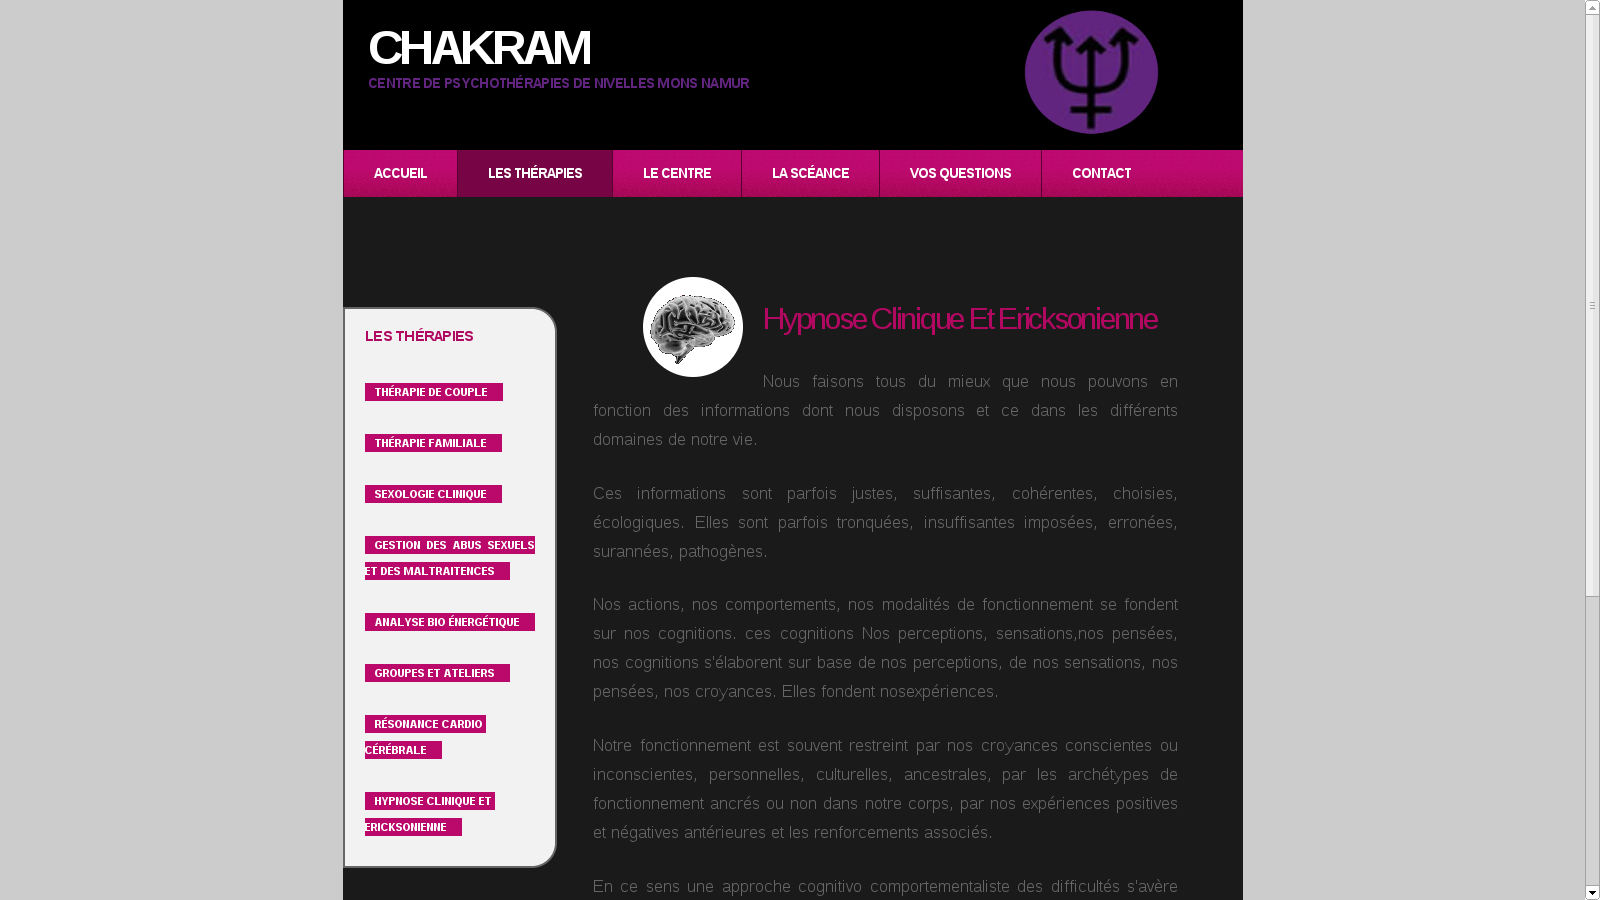 CHAKRAM
CENTRE DE PSYCHOTHÉRAPIES DE NIVELLES MONS NAMUR
ACCUEIL
LES THÉRAPIES
LE CENTRE
LA SCÉANCE
VOS QUESTIONS
CONTACT
LES THÉRAPIES
THÉRAPIE DE COUPLE
THÉRAPIE FAMILIALE
SEXOLOGIE CLINIQUE
GESTION DES ABUS SEXUELS
ET DES MALTRAITENCES
ANALYSE BIO ÉNERGÉTIQUE
GROUPES ET ATELIERS
RÉSONANCE CARDIO
CÉRÉBRALE
HYPNOSE CLINIQUE ET
ERICKSONIENNE
Hypnose Clinique Et Ericksonienne
Nous faisons tous du mieux que nous pouvons en
fonction des informations dont nous disposons et ce dans les différents
domaines de notre vie.
Ces informations sont parfois justes, suffisantes, cohérentes, choisies,
écologiques. Elles sont parfois tronquées, insuffisantes imposées, erronées,
surannées, pathogènes.
Nos actions, nos comportements, nos modalités de fonctionnement se fondent
sur nos cognitions. ces cognitions Nos perceptions, sensations,nos pensées,
nos cognitions s'élaborent sur base de nos perceptions, de nos sensations, nos
pensées, nos croyances. Elles fondent nosexpériences.
Notre fonctionnement est souvent restreint par nos croyances conscientes ou
inconscientes, personnelles, culturelles, ancestrales, par les archétypes de
fonctionnement ancrés ou non dans notre corps, par nos expériences positives
et négatives antérieures et les renforcements associés.
En ce sens une approche cognitivo comportementaliste des difficultés s'avère